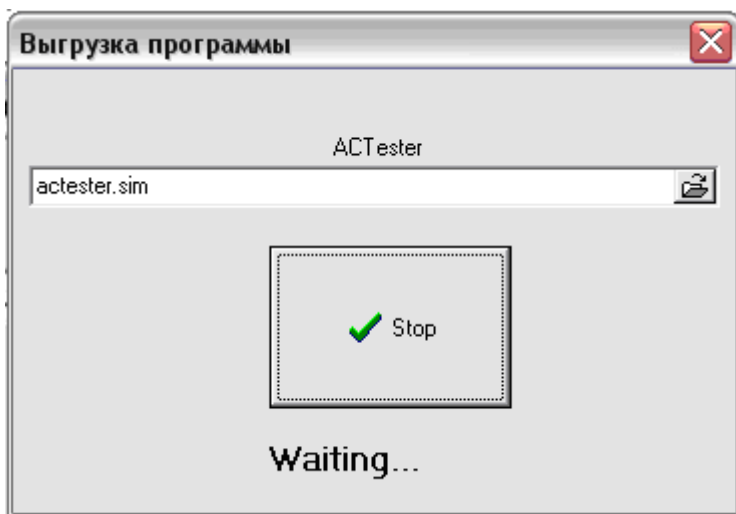 Выгрузка программы
ACTester
actester.sim
Stop
Waiting...